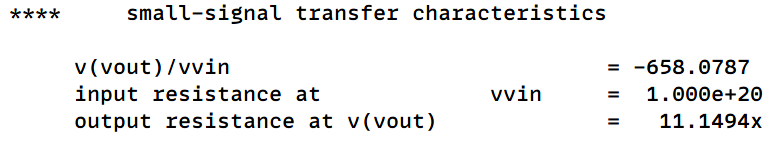 **** small-signal transfer characteristics
v(vout)/vvin = -658.0787
input resistance at vvin = 1.000e+20
output resistance at v(vout) = 11.1494x